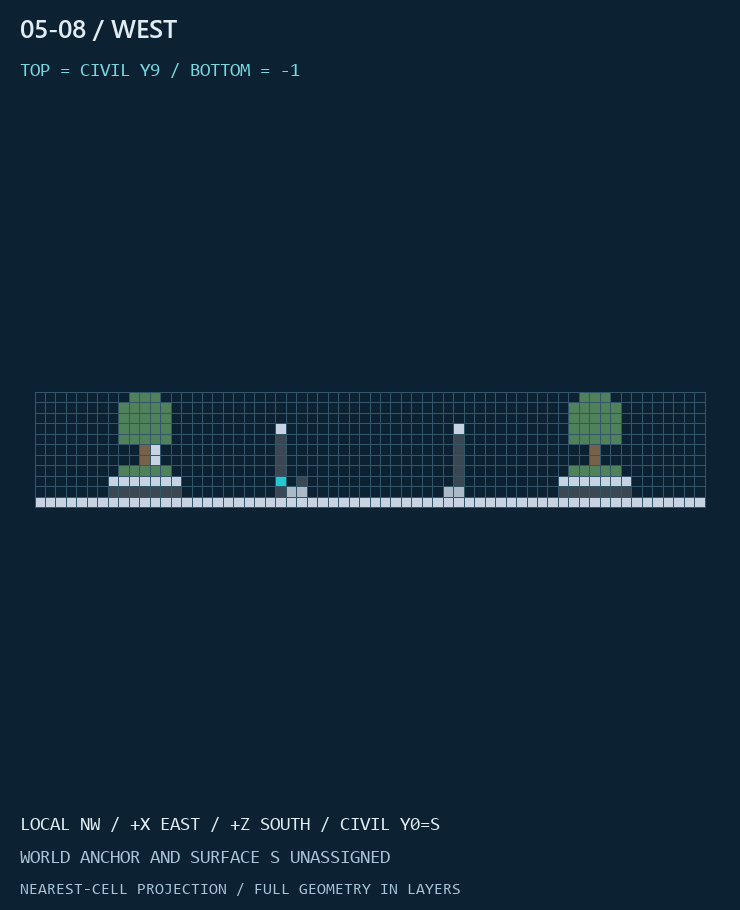 05-08 / WEST
TOP = CIVIL Y9 / BOTTOM = -1
LOCAL NW / +X EAST / +Z SOUTH / CIVIL Y0=S
WORLD ANCHOR AND SURFACE S UNASSIGNED
NEAREST-CELL PROJECTION / FULL GEOMETRY IN LAYERS